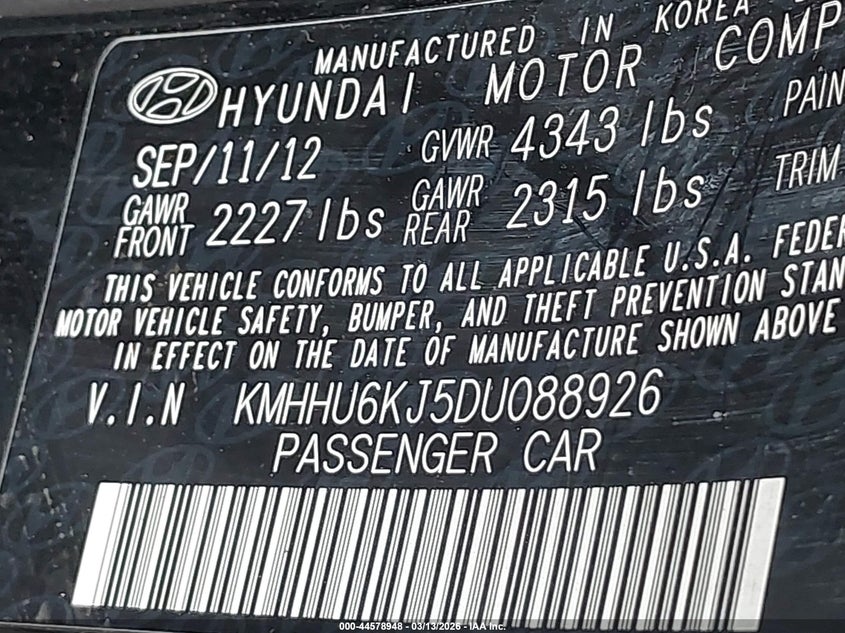 MANUFACTURED IN KOREA
HYUNDAI MOTOR COMP
SEP/11/12 GVWR 4343 lbs PAIN
GAWR FRONT 2227 lbs GAWR REAR 2315 lbs TRIM
THIS VEHICLE CONFORMS TO ALL APPLICABLE U.S.A. FEDER
MOTOR VEHICLE SAFETY, BUMPER, AND THEFT PREVENTION STAN
IN EFFECT ON THE DATE OF MANUFACTURE SHOWN ABOVE
V.I.N KMHHU6KJ5DU088926
PASSENGER CAR
000-44578948 - 03/13/2026 - IAA Inc.